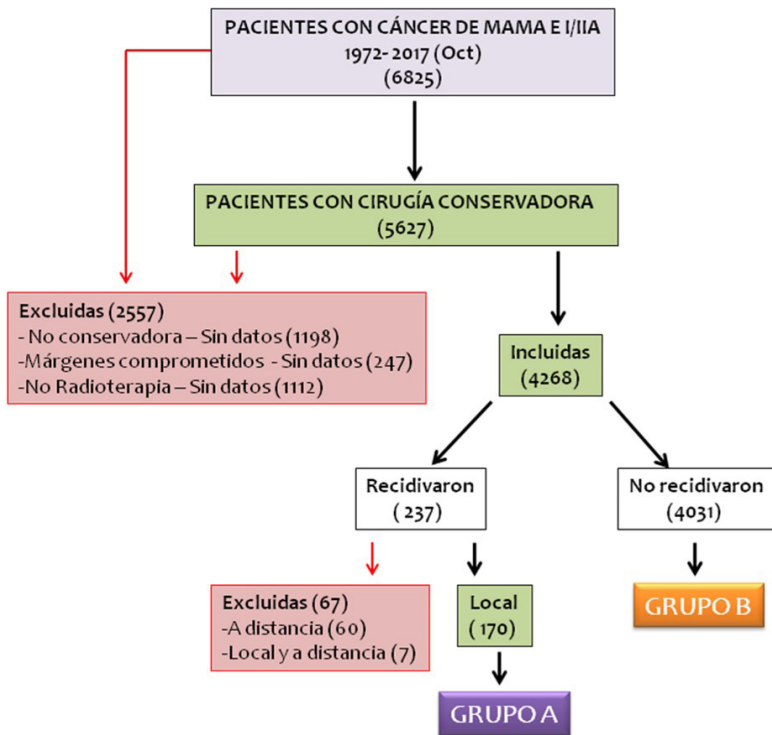 PACIENTES CON CÁNCER DE MAMA E I/IIA
1972- 2017 (Oct)
(6825)
PACIENTES CON CIRUGÍA CONSERVADORA
(5627)
Excluidas (2557)
- No conservadora – Sin datos (1198)
-Márgenes comprometidos - Sin datos (247)
-No Radioterapia – Sin datos (1112)
Incluidas
(4268)
Recidivaron
( 237)
No recidivaron
(4031)
Excluidas (67)
-A distancia (60)
-Local y a distancia (7)
Local
( 170)
GRUPO B
GRUPO A